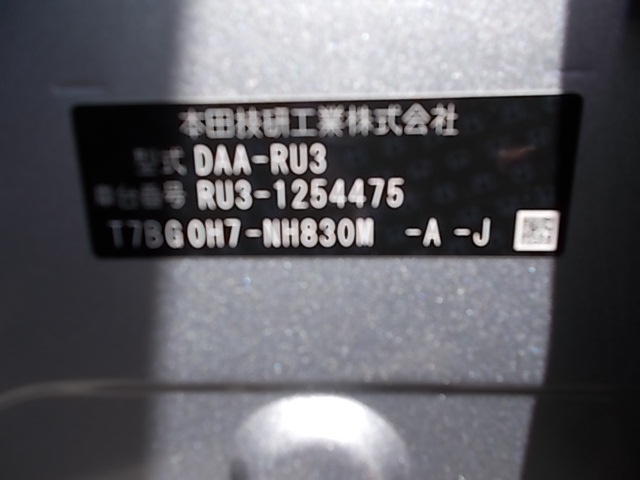 本田技研工業株式会社
型式 DAA-RU3
車台番号 RU3-1254475
T7BG0H7-NH830M -A -J